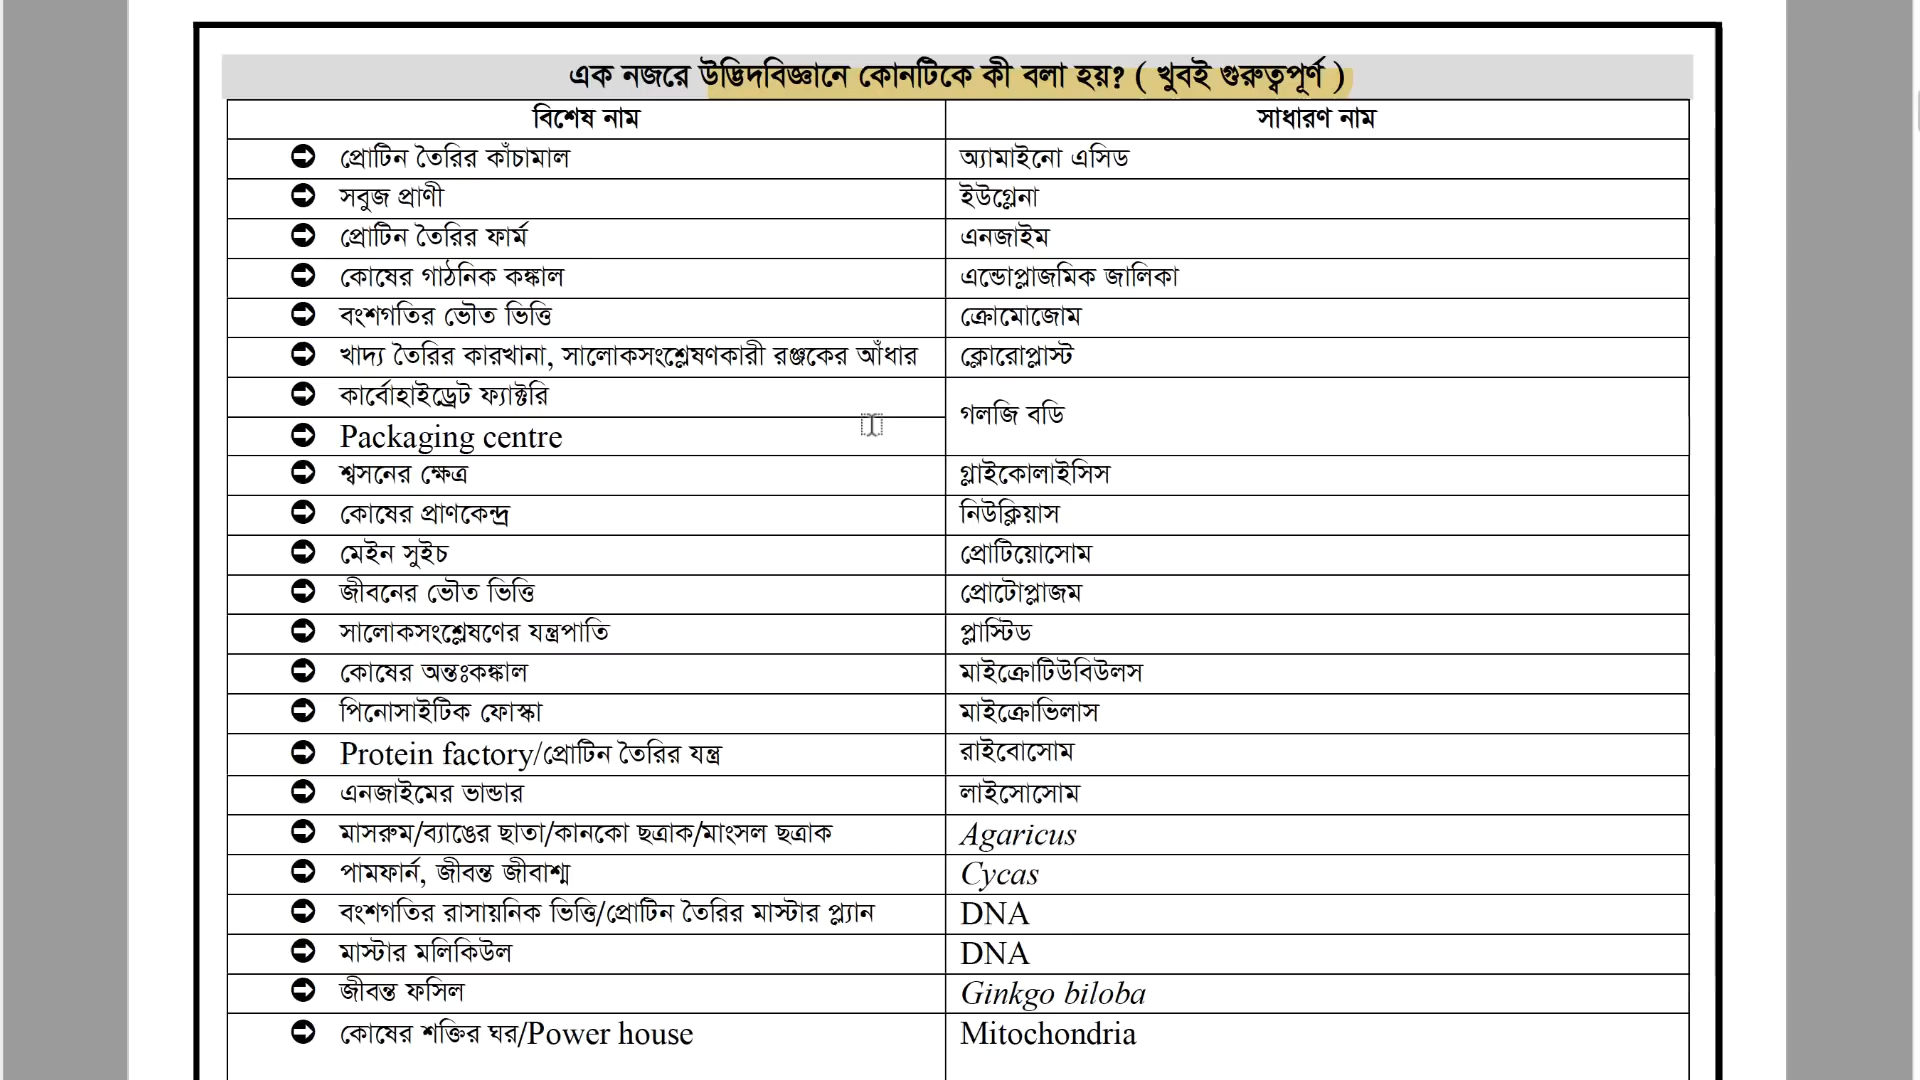 এক নজরে উদ্ভিদবিজ্ঞানে কোনটিকে কী বলা হয়? ( খুবই গুরুত্বপূর্ণ )
বিশেষ নাম সাধারণ নাম
প্রোটিন তৈরির কাঁচামাল অ্যামাইনো এসিড
সবুজ প্রাণী ইউগ্লেনা
প্রোটিন তৈরির ফার্ম এনজাইম
কোষের গাঠনিক কঙ্কাল এন্ডোপ্লাজমিক জালিকা
বংশগতির ভৌত ভিত্তি ক্রোমোজোম
খাদ্য তৈরির কারখানা, সালোকসংশ্লেষণকারী রঞ্জকের আঁধার ক্লোরোপ্লাস্ট
কার্বোহাইড্রেট ফ্যাক্টরি
গলজি বডি
Packaging centre
শ্বসনের ক্ষেত্র গ্লাইকোলাইসিস
কোষের প্রাণকেন্দ্র নিউক্লিয়াস
মেইন সুইচ প্রোটিয়োসোম
জীবনের ভৌত ভিত্তি প্রোটোপ্লাজম
সালোকসংশ্লেষণের যন্ত্রপাতি প্লাস্টিড
কোষের অন্তঃকঙ্কাল মাইক্রোটিউবিউলস
পিনোসাইটিক ফোস্কা মাইক্রোভিলাস
Protein factory/প্রোটিন তৈরির যন্ত্র রাইবোসোম
এনজাইমের ভান্ডার লাইসোসোম
মাসরুম/ব্যাঙের ছাতা/কানকো ছত্রাক/মাংসল ছত্রাক Agaricus
পামফার্ন, জীবন্ত জীবাশ্ম Cycas
বংশগতির রাসায়নিক ভিত্তি/প্রোটিন তৈরির মাস্টার প্ল্যান DNA
মাস্টার মলিকিউল DNA
জীবন্ত ফসিল Ginkgo biloba
কোষের শক্তির ঘর/Power house Mitochondria